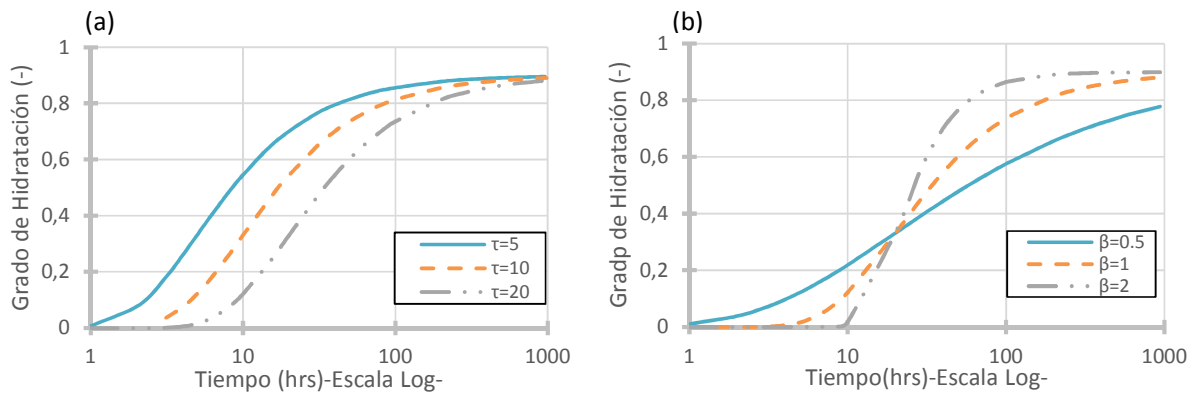 (a)
Grado de Hidratación (-)
1
0,8
0,6
0,4
0,2
0
1
10
100
1000
Tiempo (hrs)-Escala Log-
τ=5
τ=10
τ=20
(b)
Gradp de Hidratación (-)
1
0,8
0,6
0,4
0,2
0
1
10
100
1000
Tiempo(hrs)-Escala Log-
β=0.5
β=1
β=2